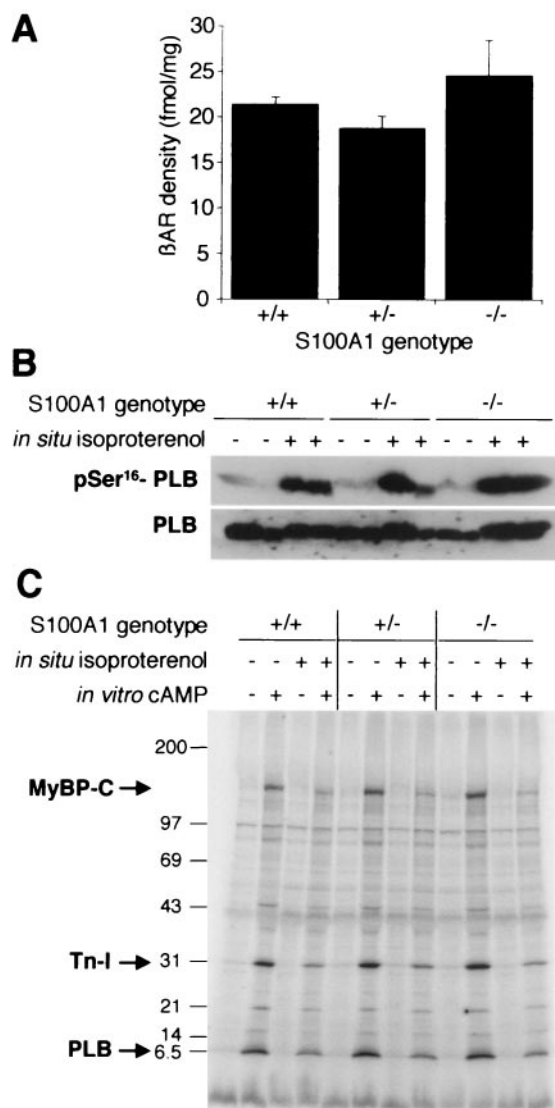 A
ßAR density (fmol/mg)
30
25
20
15
10
5
0
+/+ +/- -/-
S100A1 genotype
B
S100A1 genotype +/+ +/- -/-
in situ isoproterenol - - + + - - + + - - + +
pSer16- PLB
PLB
C
S100A1 genotype +/+ +/- -/-
in situ isoproterenol - - + + - - + + - - + +
in vitro cAMP - + - + - + - + - + - +
200
MyBP-C
97
69
43
Tn-I 31
21
14
PLB 6.5